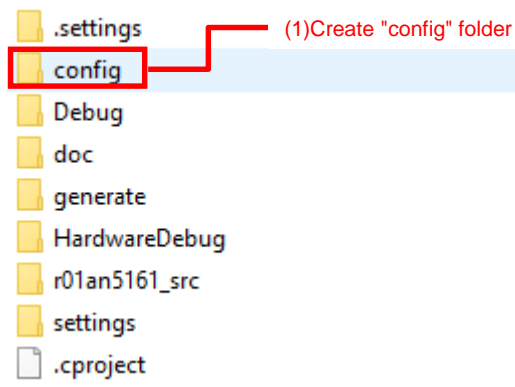 .settings
(1)Create "config" folder
config
Debug
doc
generate
HardwareDebug
r01an5161_src
settings
.cproject